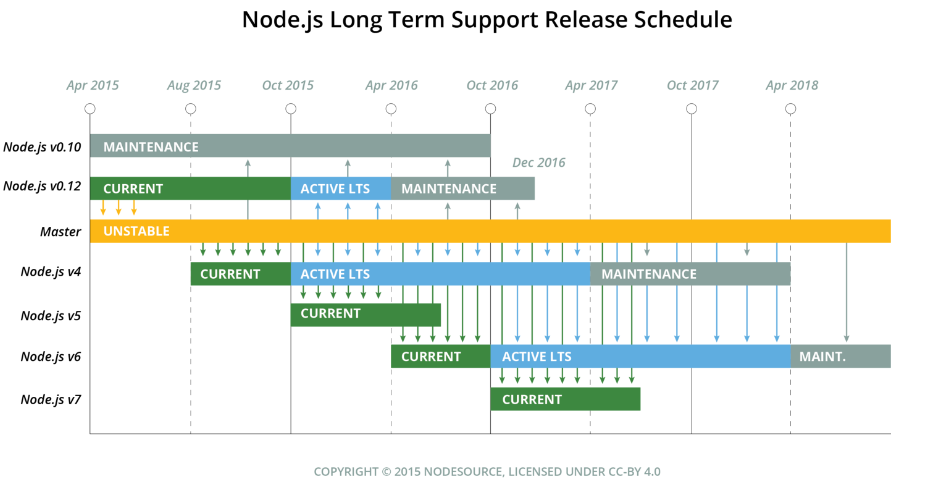 Node.js Long Term Support Release Schedule
Apr 2015 Aug 2015 Oct 2015 Apr 2016 Oct 2016 Apr 2017 Oct 2017 Apr 2018
Node.js v0.10 MAINTENANCE
Dec 2016
Node.js v0.12 CURRENT ACTIVE LTS MAINTENANCE
Master UNSTABLE
Node.js v4 CURRENT ACTIVE LTS MAINTENANCE
Node.js v5 CURRENT
Node.js v6 CURRENT ACTIVE LTS MAINT.
Node.js v7 CURRENT
COPYRIGHT © 2015 NODESOURCE, LICENSED UNDER CC-BY 4.0